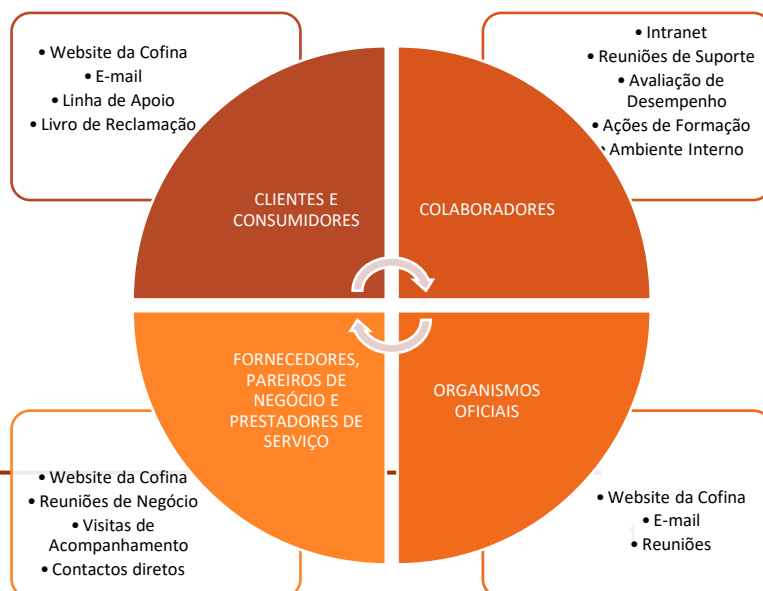 • Website da Cofina
• E-mail
• Linha de Apoio
• Livro de Reclamação
• Intranet
• Reuniões de Suporte
• Avaliação de
Desempenho
• Ações de Formação
• Ambiente Interno
CLIENTES E
CONSUMIDORES
COLABORADORES
FORNECEDORES,
PAREIROS DE
NEGÓCIO E
PRESTADORES DE
SERVIÇO
ORGANISMOS
OFICIAIS
• Website da Cofina
• Reuniões de Negócio
• Visitas de
Acompanhamento
• Contactos diretos
• Website da Cofina
• E-mail
• Reuniões